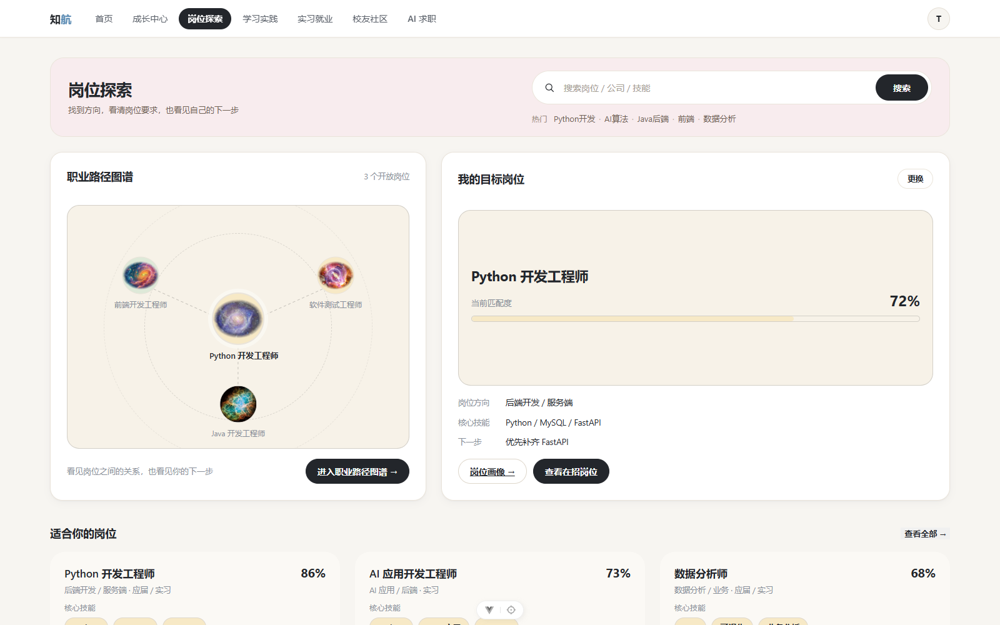 知航 首页 成长中心 岗位探索 学习实践 实习就业 校友社区 AI 求职 T
岗位探索
找到方向，看清岗位要求，也看见自己的下一步
搜索岗位 / 公司 / 技能 搜索
热门 Python开发 · AI算法 · Java后端 · 前端 · 数据分析
职业路径图谱 3 个开放岗位
前端开发工程师
软件测试工程师
Python 开发工程师
Java 开发工程师
看见岗位之间的关系，也看见你的下一步 进入职业路径图谱 →
我的目标岗位 更换
Python 开发工程师
当前匹配度 72%
岗位方向 后端开发 / 服务端
核心技能 Python / MySQL / FastAPI
下一步 优先补齐 FastAPI
岗位画像 → 查看在招岗位
适合你的岗位 查看全部 →
Python 开发工程师 86%
后端开发 / 服务端 · 应届 / 实习
核心技能
AI 应用开发工程师 73%
AI 应用 / 后端 · 实习
核心技能
数据分析师 68%
数据分析 / 业务 · 应届 / 实习
核心技能